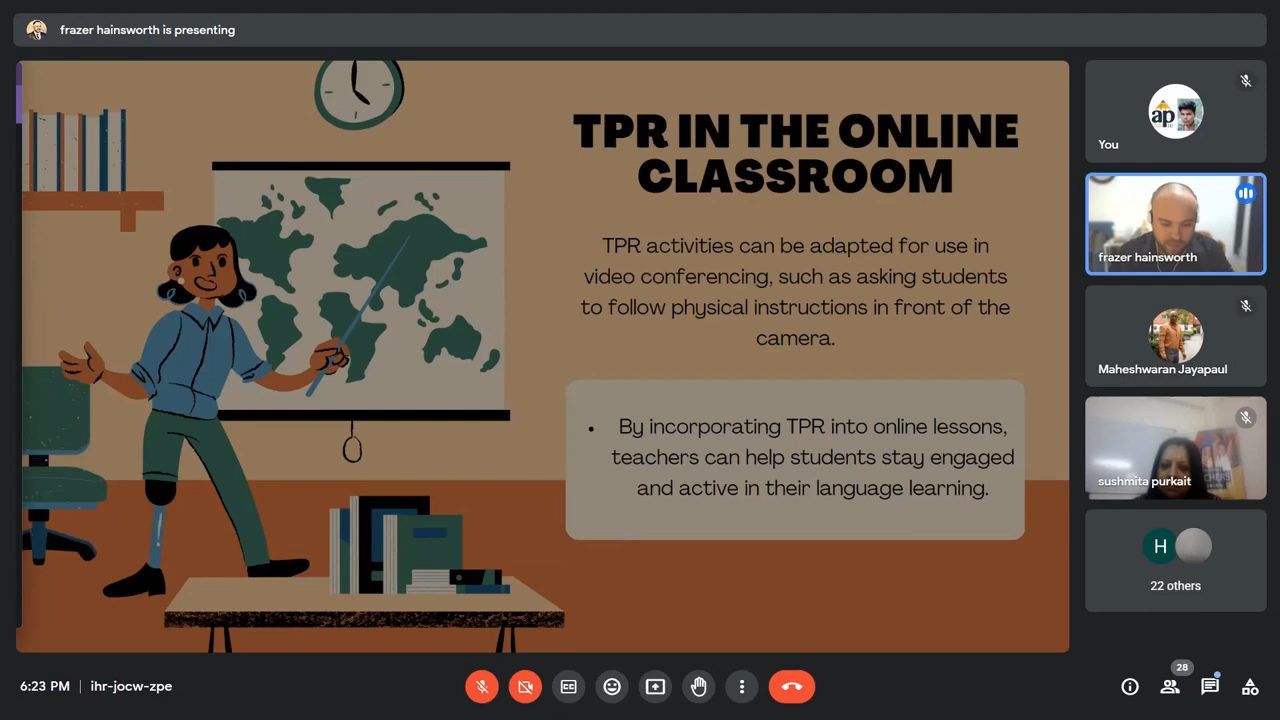 frazer hainsworth is presenting
TPR IN THE ONLINE
CLASSROOM
TPR activities can be adapted for use in
video conferencing, such as asking students
to follow physical instructions in front of the
camera.
• By incorporating TPR into online lessons,
teachers can help students stay engaged
and active in their language learning.
ap
You
frazer hainsworth
Maheshwaran Jayapaul
sushmita purkait
H
22 others
6:23 PM | ihr-jocw-zpe
CC
28